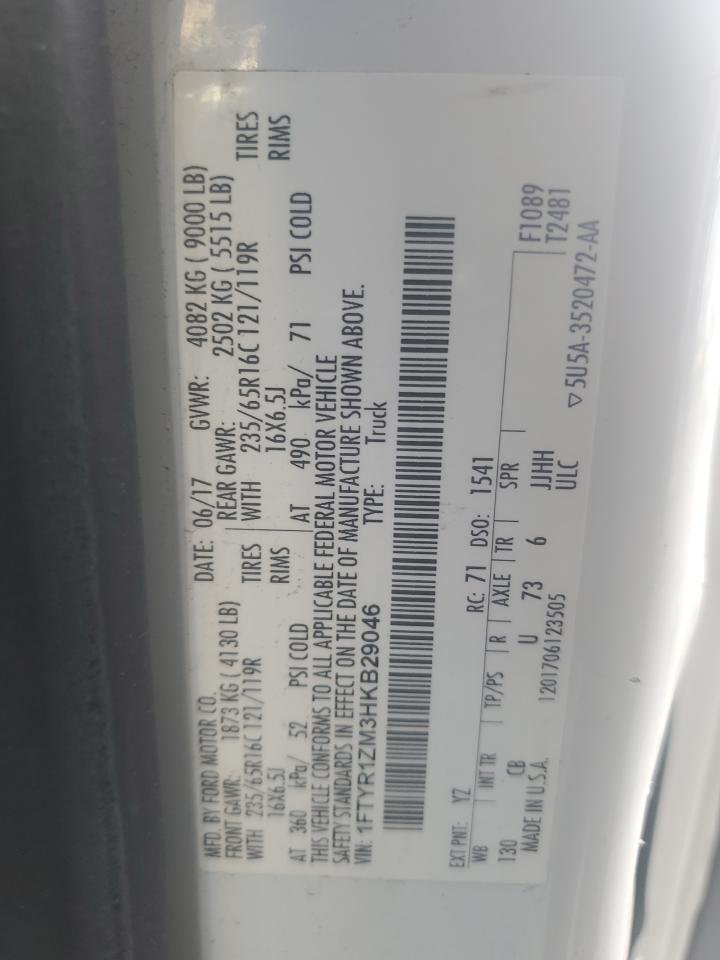 MFD. BY FORD MOTOR CO.
DATE: 06/17 GVWR: 4082 KG ( 9000 LB)
FRONT GAWR: 1873 KG ( 4130 LB) REAR GAWR: 2502 KG ( 5515 LB)
WITH 235/65R16C 121/119R TIRES WITH 235/65R16C 121/119R TIRES
16X6.5J RIMS 16X6.5J RIMS
AT 360 kPa/ 52 PSI COLD AT 490 kPa/ 71 PSI COLD
THIS VEHICLE CONFORMS TO ALL APPLICABLE FEDERAL MOTOR VEHICLE
SAFETY STANDARDS IN EFFECT ON THE DATE OF MANUFACTURE SHOWN ABOVE.
VIN: 1FTYR1ZM3HKB29046 TYPE: Truck
EXT PNT: YZ RC: 71 DSO: 1541
WB INT TR TP/PS R AXLE TR SPR F1089
130 CB U 73 6 JJHH T2481
MADE IN U.S.A. 1201706123505 ULC
▽5U5A-3520472-AA